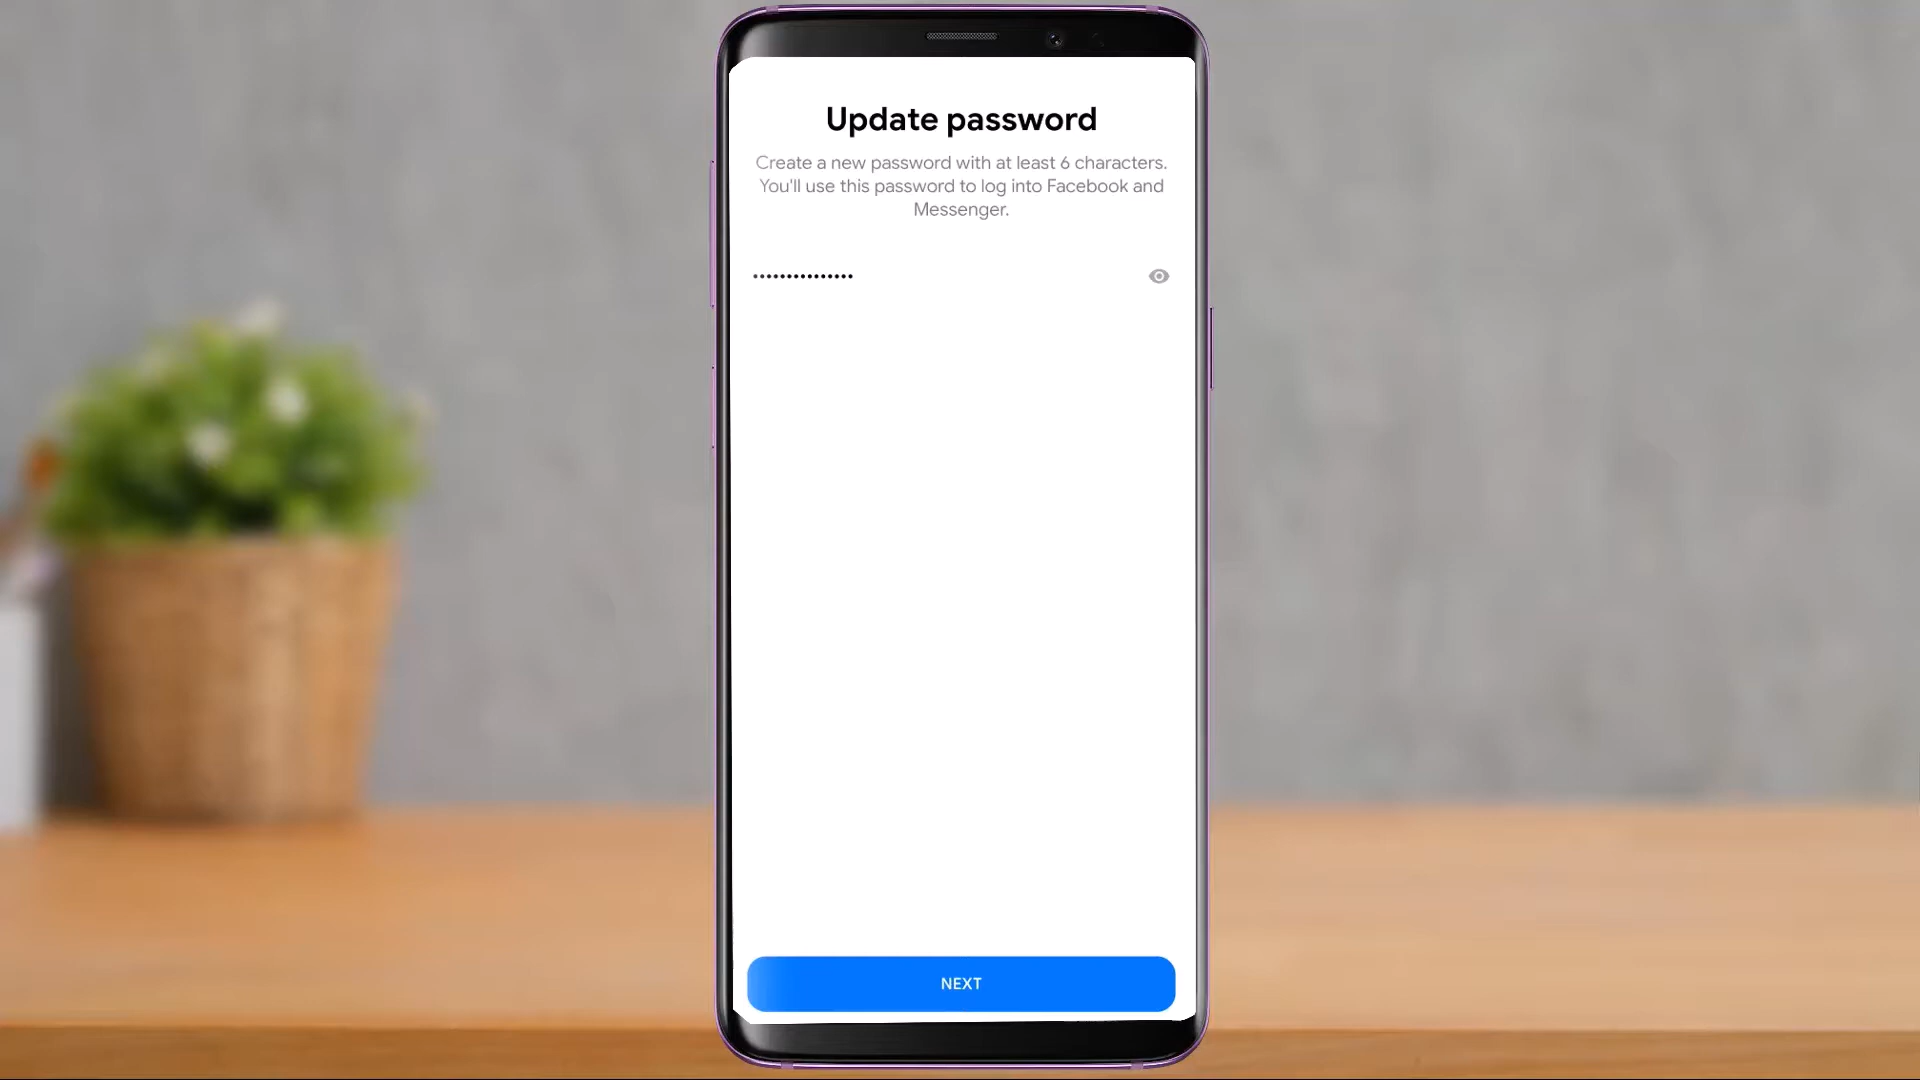 Update password
Create a new password with at least 6 characters.
You'll use this password to log into Facebook and
Messenger.
•••••••••••••••
NEXT